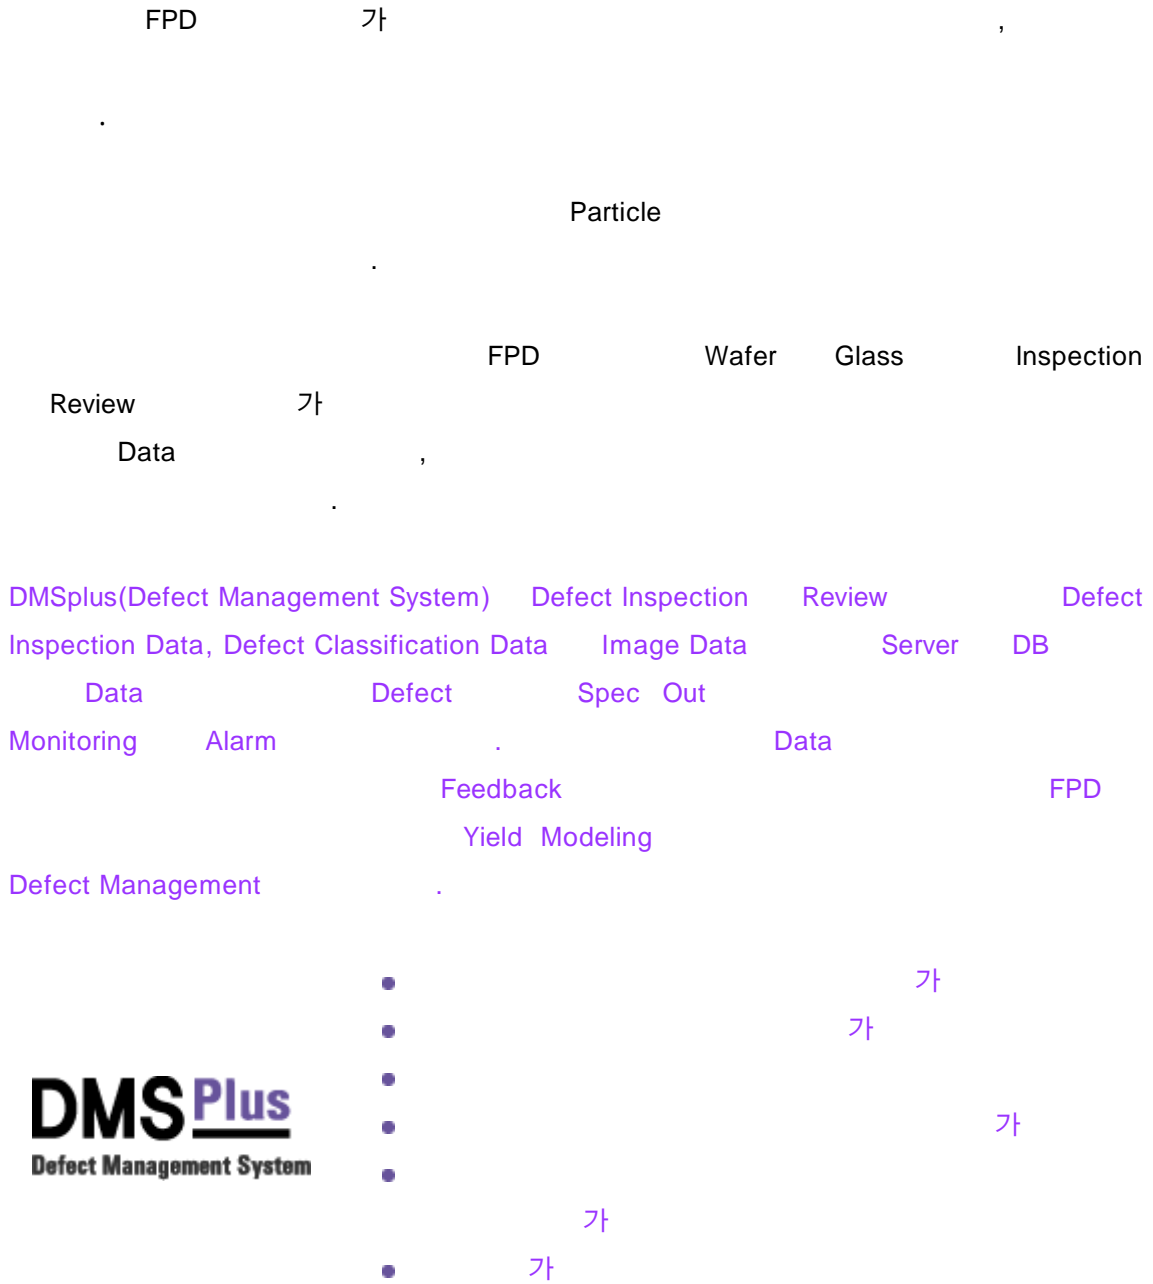 FPD 가 ,
.
Particle
.
FPD Wafer Glass Inspection
Review 가
Data ,
.
DMSplus(Defect Management System) Defect Inspection Review Defect
Inspection Data, Defect Classification Data Image Data Server DB
Data Defect Spec Out
Monitoring Alarm . Data
Feedback FPD
Yield Modeling
Defect Management .
• 가
• 가
•
• 가
•
가
• 가
DMS Plus
Defect Management System